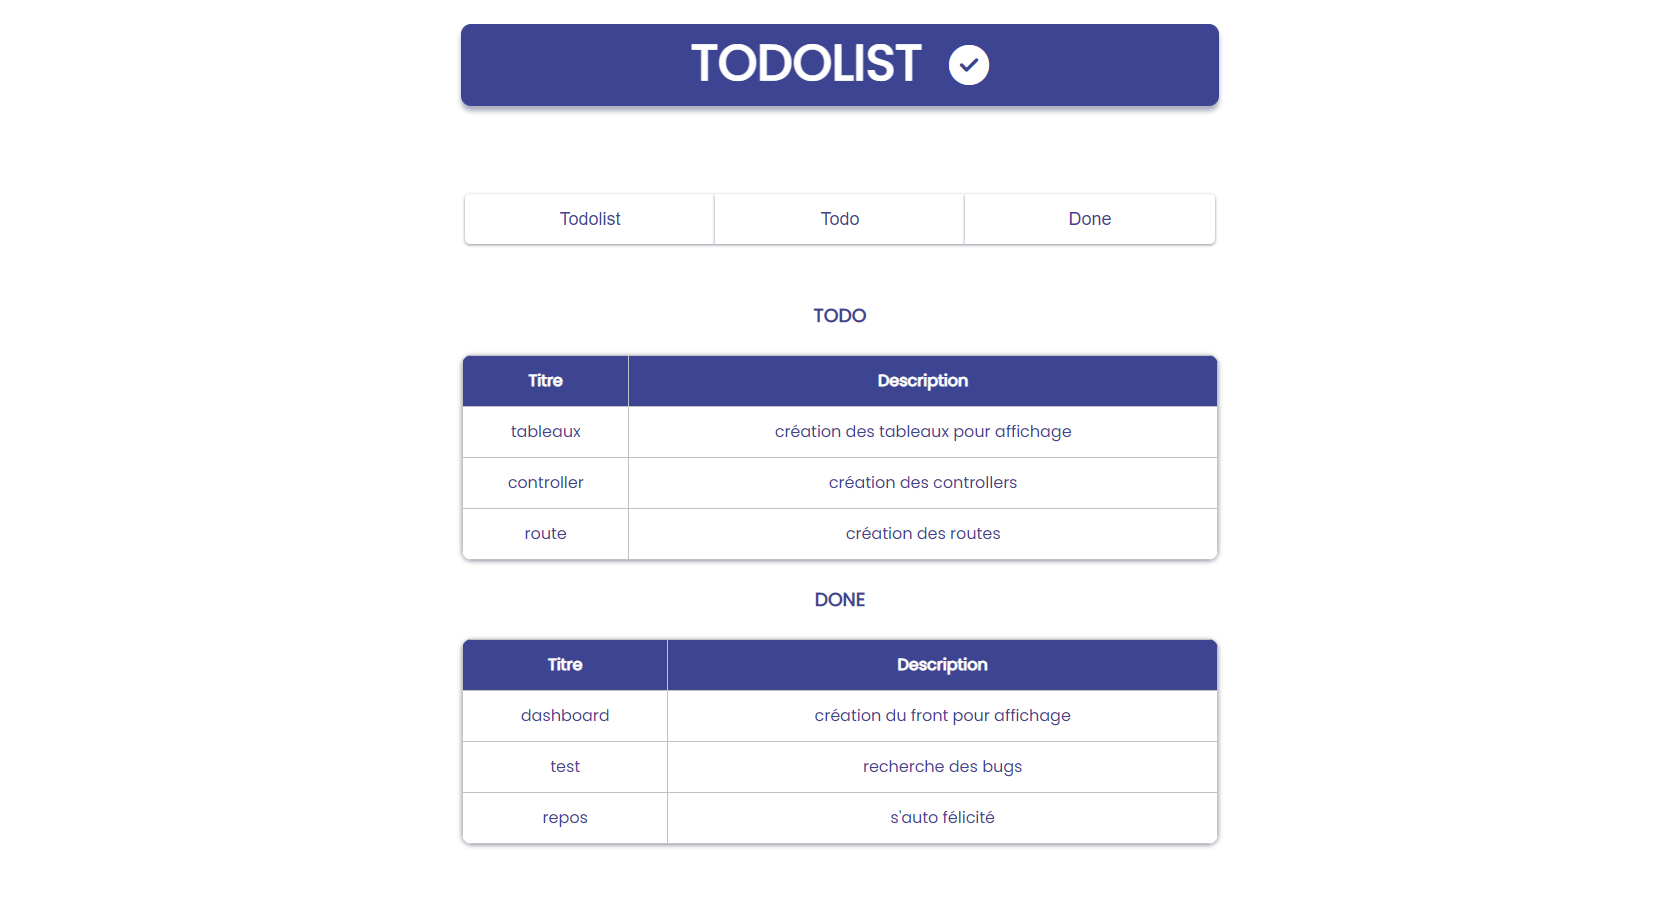 TODOLIST
Todolist Todo Done
TODO
Titre Description
tableaux création des tableaux pour affichage
controller création des controllers
route création des routes
DONE
Titre Description
dashboard création du front pour affichage
test recherche des bugs
repos s'auto félicité